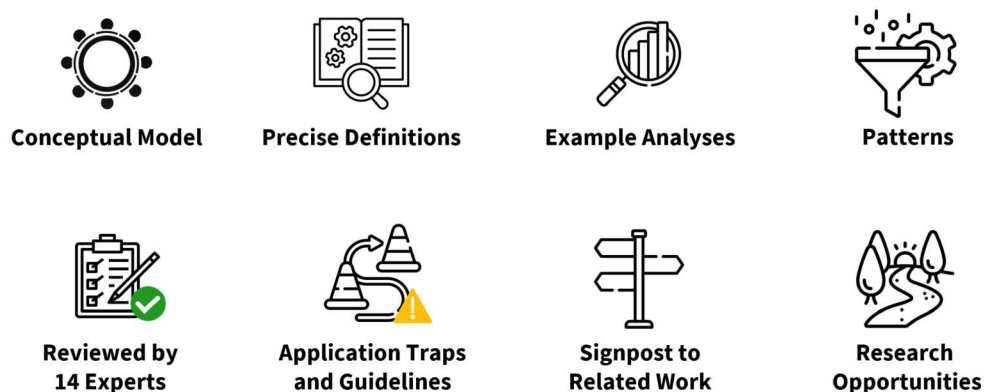 Conceptual Model
Precise Definitions
Example Analyses
Patterns
Reviewed by
14 Experts
Application Traps
and Guidelines
Signpost to
Related Work
Research
Opportunities